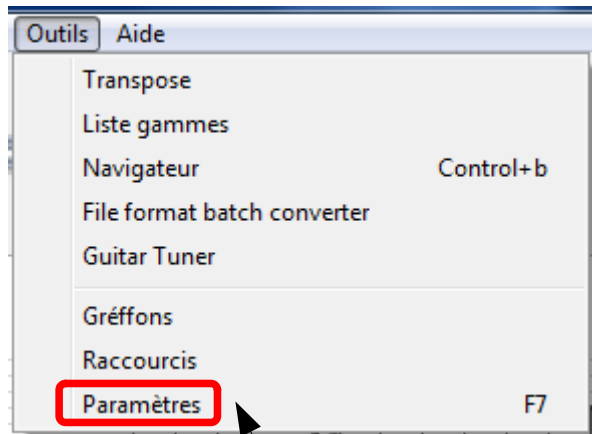 Outils Aide
Transpose
Liste gammes
Navigateur Control+b
File format batch converter
Guitar Tuner
Gréffons
Raccourcis
Paramètres F7